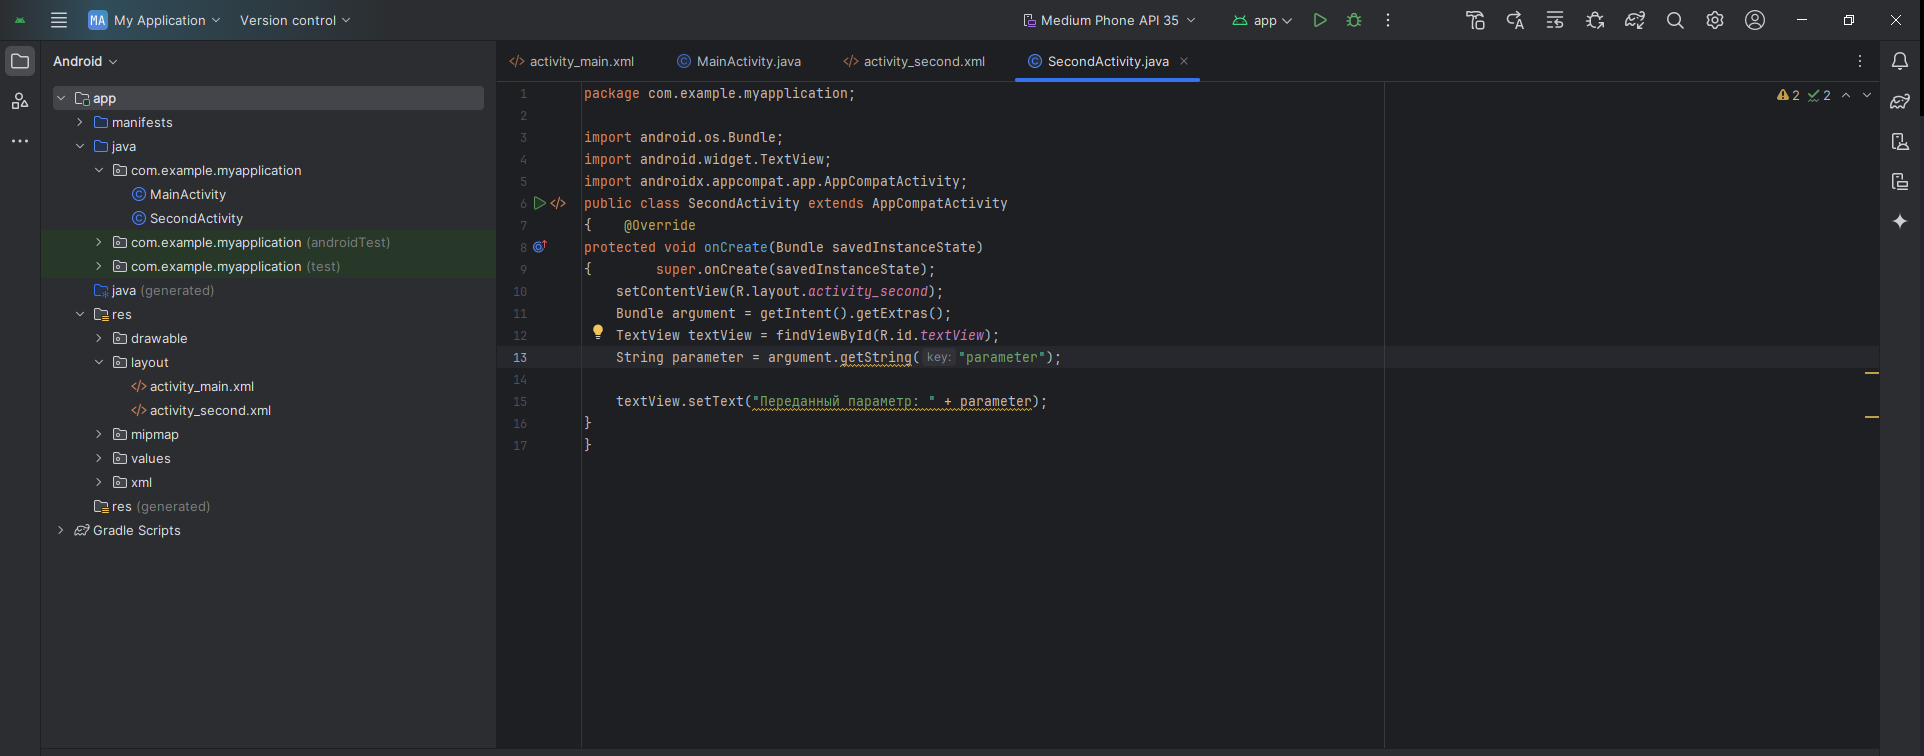 MA My Application Version control Medium Phone API 35 app
Android
app
manifests
java
com.example.myapplication
MainActivity
SecondActivity
com.example.myapplication (androidTest)
com.example.myapplication (test)
java (generated)
res
drawable
layout
activity_main.xml
activity_second.xml
mipmap
values
xml
res (generated)
Gradle Scripts
activity_main.xml MainActivity.java activity_second.xml SecondActivity.java
2 2
1 package com.example.myapplication;
2
3 import android.os.Bundle;
4 import android.widget.TextView;
5 import androidx.appcompat.app.AppCompatActivity;
6 public class SecondActivity extends AppCompatActivity
7 { @Override
8 protected void onCreate(Bundle savedInstanceState)
9 { super.onCreate(savedInstanceState);
10 setContentView(R.layout.activity_second);
11 Bundle argument = getIntent().getExtras();
12 TextView textView = findViewById(R.id.textView);
13 String parameter = argument.getString( key: "parameter");
14
15 textView.setText("Переданный параметр: " + parameter);
16 }
17 }